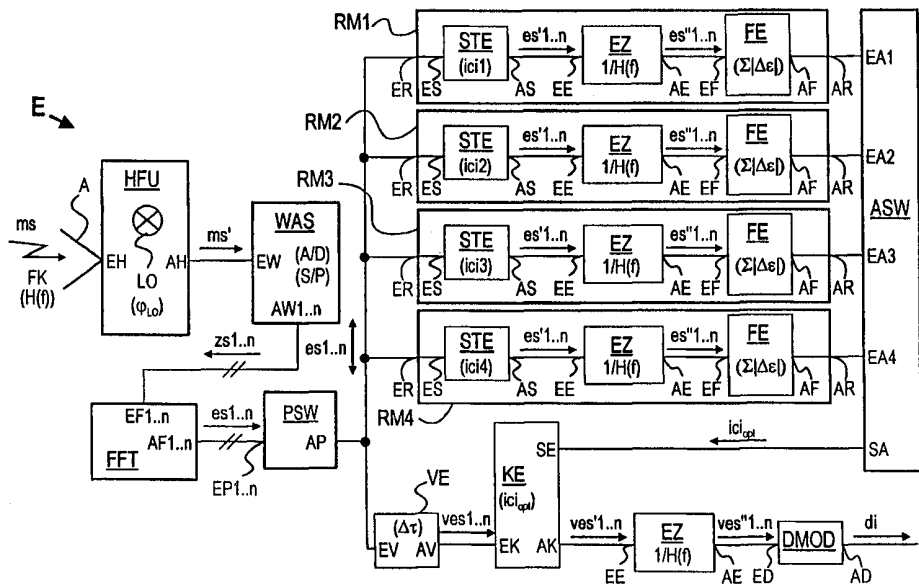 RM1
STE
(ici1)
es'1..n
EZ
1/H(f)
es"1..n
FE
(Σ|Δε|)
ER
ES
AS
EE
AE
EF
AF
AR
EA1
RM2
STE
(ici2)
es'1..n
EZ
1/H(f)
es"1..n
FE
(Σ|Δε|)
ER
ES
AS
EE
AE
EF
AF
AR
EA2
ASW
RM3
STE
(ici3)
es'1..n
EZ
1/H(f)
es"1..n
FE
(Σ|Δε|)
ER
ES
AS
EE
AE
EF
AF
AR
EA3
STE
(ici4)
es'1..n
EZ
1/H(f)
es"1..n
FE
(Σ|Δε|)
ER
ES
AS
EE
AE
EF
AF
AR
EA4
RM4
E
A
HFU
ms
FK
(H(f))
EH
AH
LO
(φLO)
ms'
WAS
EW
(A/D)
(S/P)
AW1..n
zs1..n
es1..n
EF1..n
AF1..n
FFT
es1..n
EP1..n
PSW
AP
iciopt
SA
SE
KE
(iciopt)
EK
AK
VE
(Δτ)
EV
AV
ves1..n
ves'1..n
EE
EZ
1/H(f)
AE
ves"1..n
ED
DMOD
AD
di